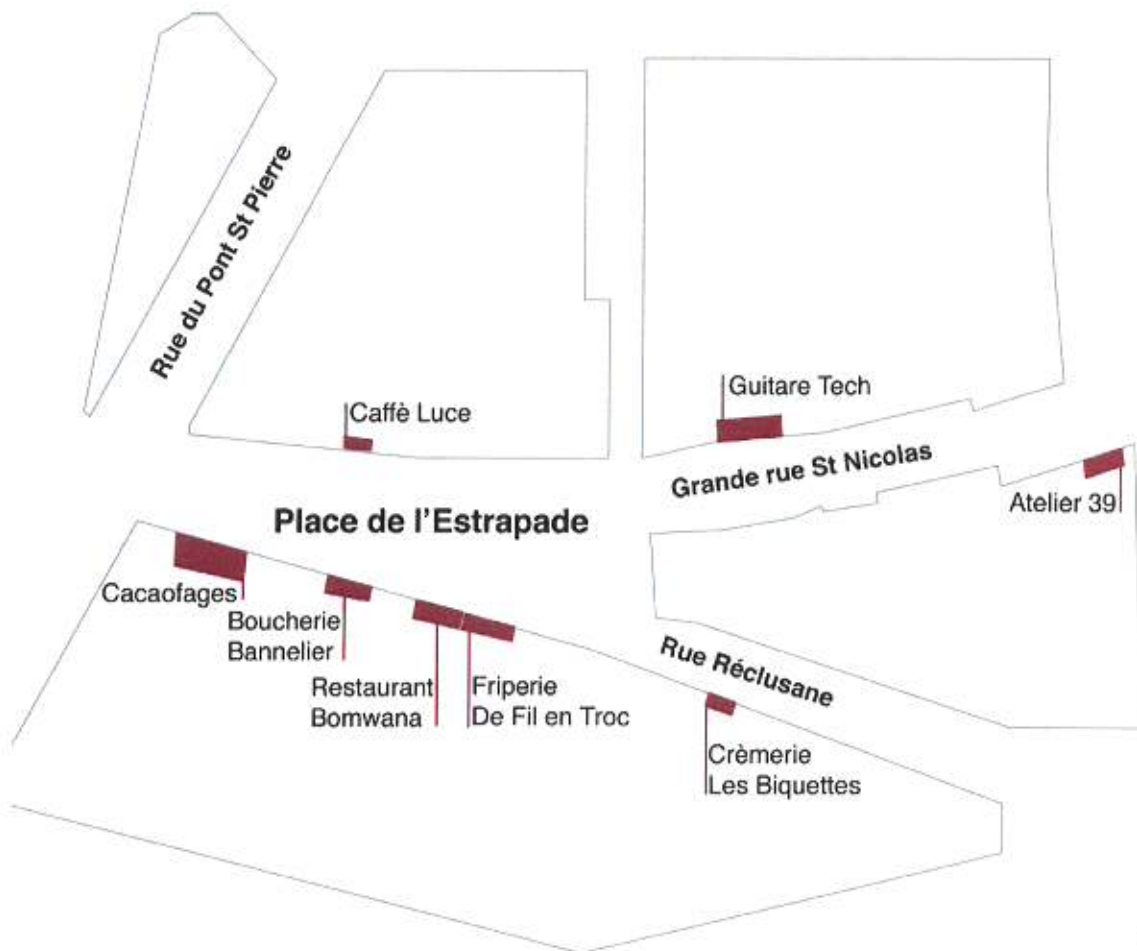 Rue du Pont St Pierre
Caffè Luce
Guitare Tech
Grande rue St Nicolas
Atelier 39
Place de l'Estrapade
Cacaofages
Boucherie
Bannelier
Restaurant
Bomwana
Friperie
De Fil en Troc
Rue Réclusane
Crèmerie
Les Biquettes